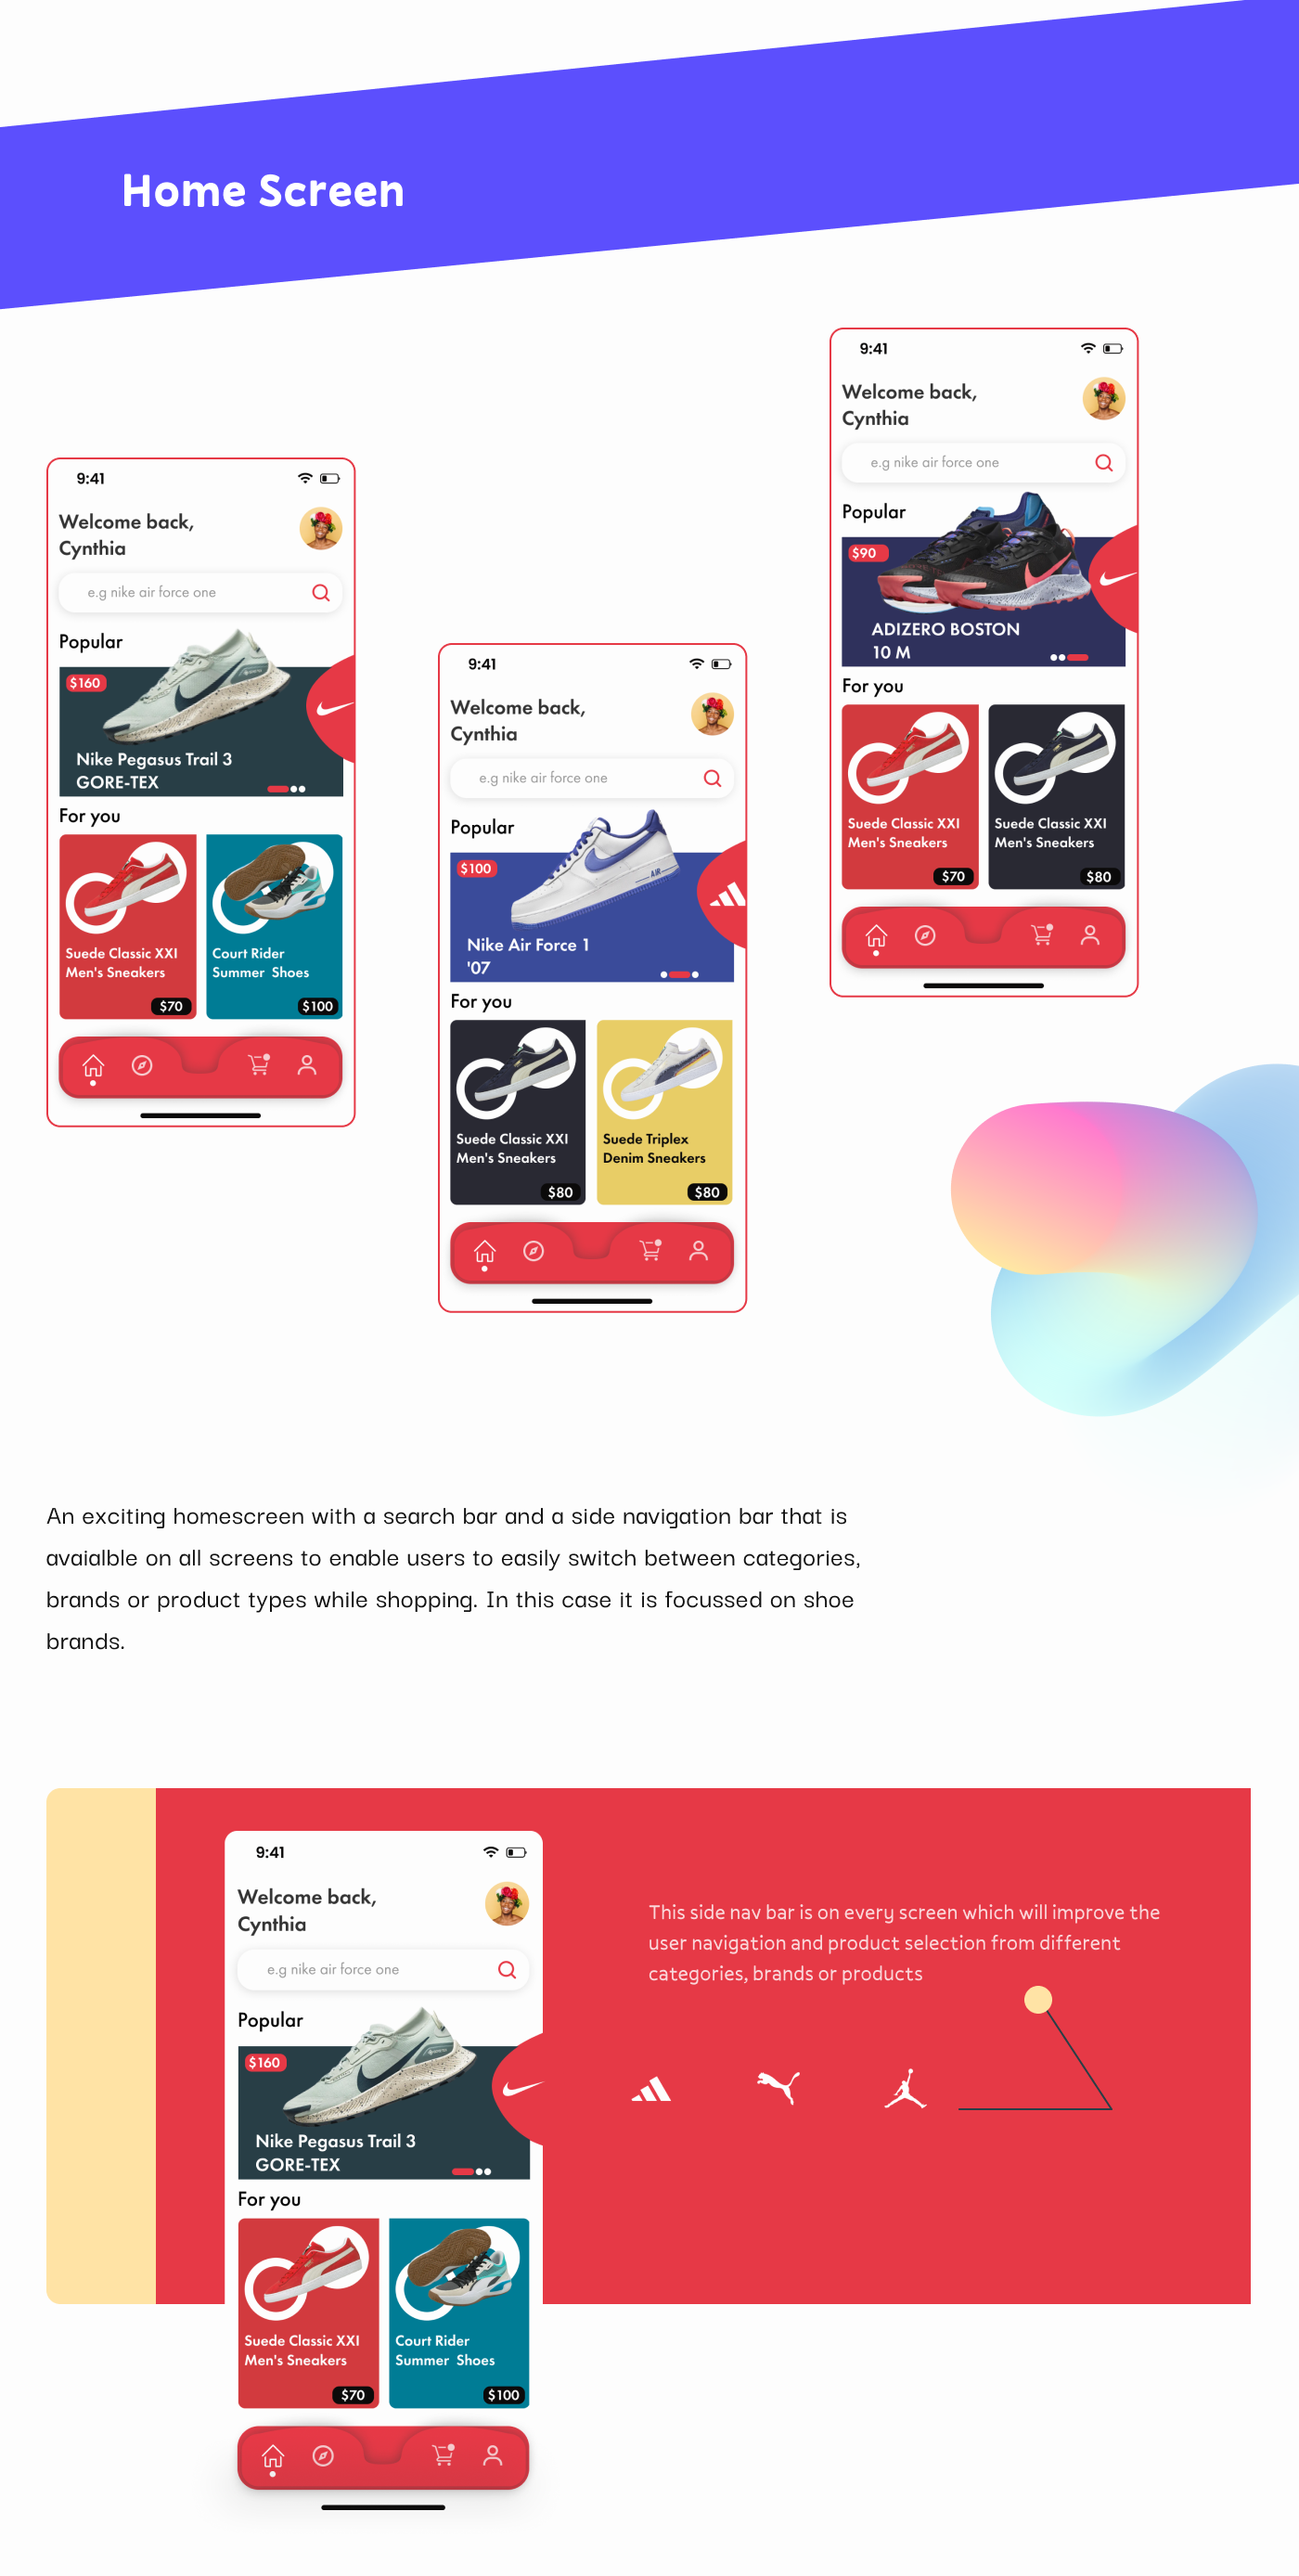 Home Screen
9:41
Welcome back,
Cynthia
e.g nike air force one
Popular
$160
Nike Pegasus Trail 3
GORE-TEX
For you
Suede Classic XXI
Men's Sneakers
$70
Court Rider
Summer  Shoes
$100
9:41
Welcome back,
Cynthia
e.g nike air force one
Popular
$100
AIR
Nike Air Force 1
'07
For you
Suede Classic XXI
Men's Sneakers
$80
Suede Triplex
Denim Sneakers
$80
9:41
Welcome back,
Cynthia
e.g nike air force one
Popular
$90
ADIZERO BOSTON
10 M
For you
Suede Classic XXI
Men's Sneakers
$70
Suede Classic XXI
Men's Sneakers
$80
An exciting homescreen with a search bar and a side navigation bar that is
avaialble on all screens to enable users to easily switch between categories,
brands or product types while shopping. In this case it is focussed on shoe
brands.
9:41
Welcome back,
Cynthia
e.g nike air force one
Popular
$160
Nike Pegasus Trail 3
GORE-TEX
For you
Suede Classic XXI
Men's Sneakers
$70
Court Rider
Summer  Shoes
$100
This side nav bar is on every screen which will improve the
user navigation and product selection from different
categories, brands or products